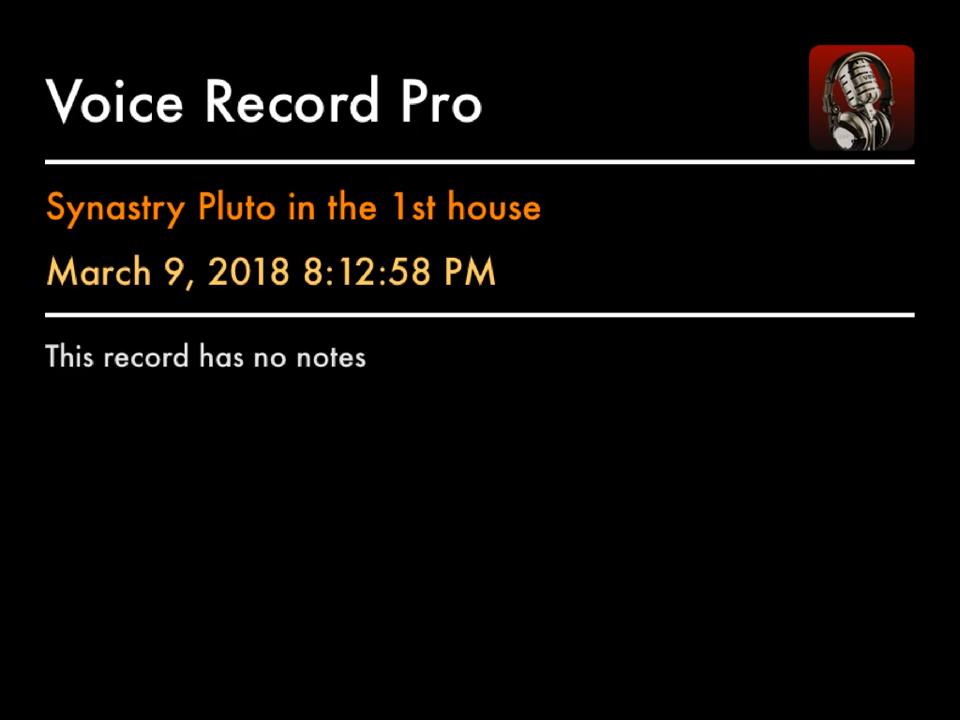 Voice Record Pro
Synastry Pluto in the 1st house
March 9, 2018 8:12:58 PM
This record has no notes